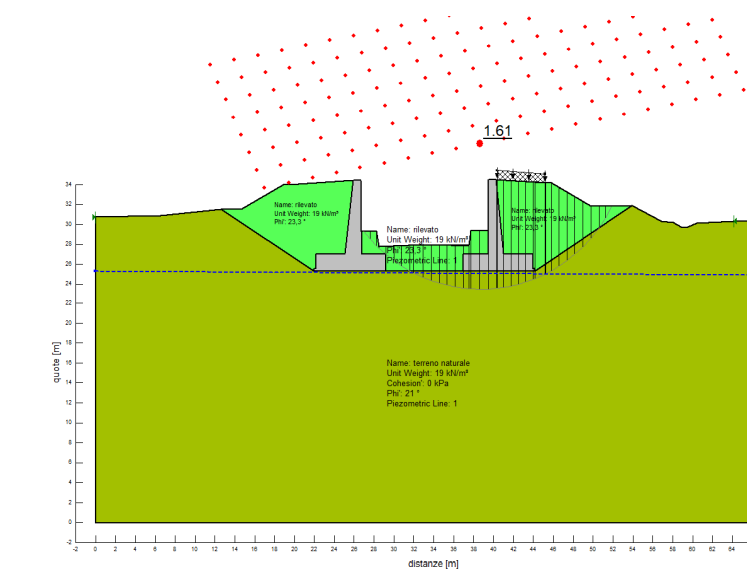 1.61
34
32
30
28
26
24
22
20
18
16
14
12
10
8
6
4
2
0
-2
quote [m]
Name: rilevato
Unit Weight: 19 kN/m³
Phi': 23,3 °
Name: rilevato
Unit Weight: 19 kN/m³
Phi': 23,3 °
Piezometric Line: 1
Name: rilevato
Unit Weight: 19 kN/m³
Phi': 23,3 °
Name: terreno naturale
Unit Weight: 19 kN/m³
Cohesion': 0 kPa
Phi': 21 °
Piezometric Line: 1
-2 0 2 4 6 8 10 12 14 16 18 20 22 24 26 28 30 32 34 36 38 40 42 44 46 48 50 52 54 56 58 60 62 64
distanze [m]